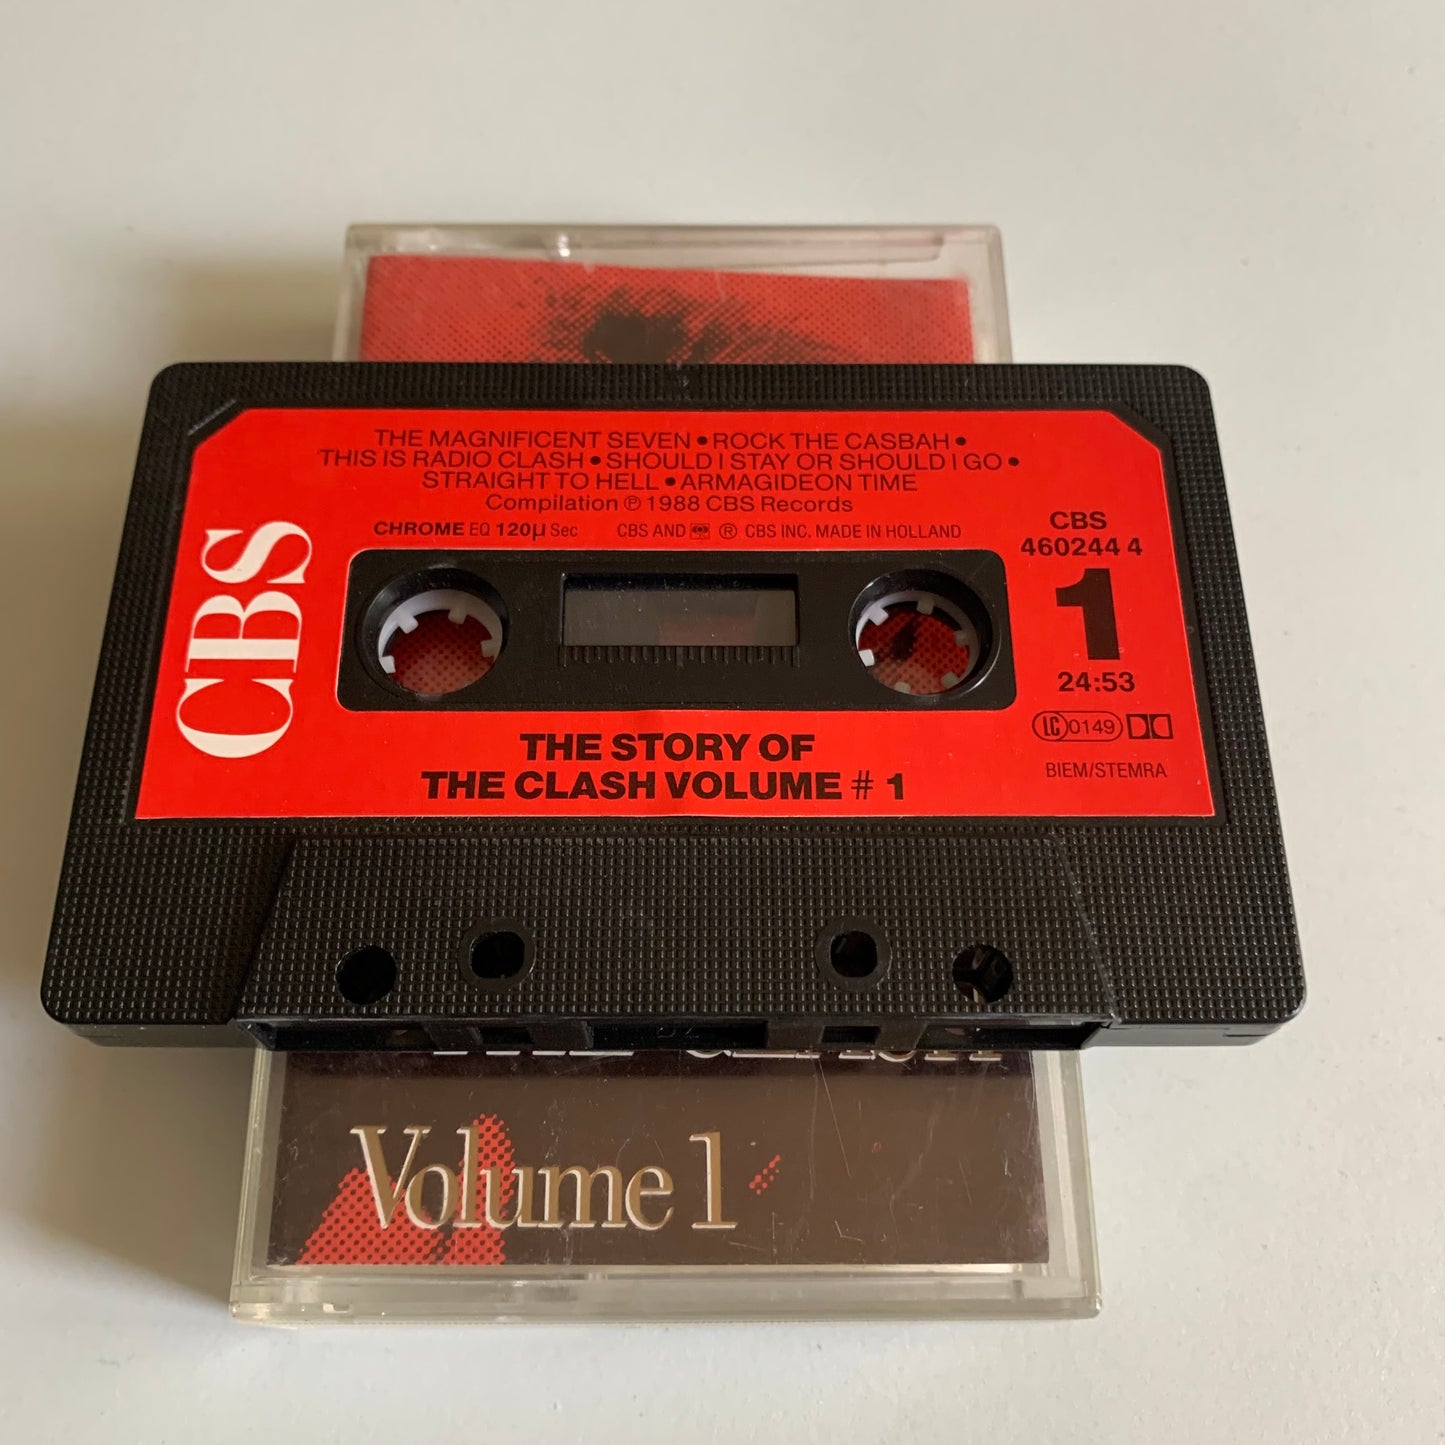 THE MAGNIFICENT SEVEN • ROCK THE CASBAH •
THIS IS RADIO CLASH • SHOULD I STAY OR SHOULD I GO •
STRAIGHT TO HELL • ARMAGIDEON TIME
Compilation ℗ 1988 CBS Records
CHROME EQ 120µ Sec CBS AND ® CBS INC. MADE IN HOLLAND
CBS
CBS
460244 4
1
24:53
LC 0149
BIEM/STEMRA
THE STORY OF
THE CLASH VOLUME # 1
Volume 1